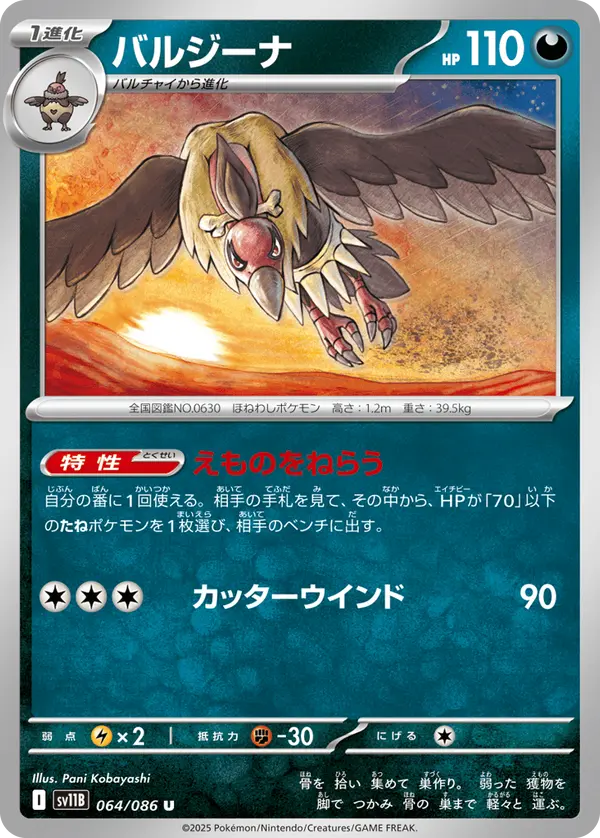 1進化
バルジーナ
HP 110
バルチャイから進化
全国図鑑NO.0630 ほねわしポケモン 高さ:1.2m 重さ:39.5kg
特性 とくせい えものをねらう
自分の番に1回使える。相手の手札を見て、その中から、HPが「70」以下
のたねポケモンを1枚選び、相手のベンチに出す。
カッターウインド 90
弱点 ×2 抵抗力 -30 にげる
Illus. Pani Kobayashi
I sv11B 064/086 U
骨を 拾い 集めて 巣作り。 弱った 獲物を
脚で つかみ 骨の 巣まで 軽々と 運ぶ。
©2025 Pokémon/Nintendo/Creatures/GAME FREAK.